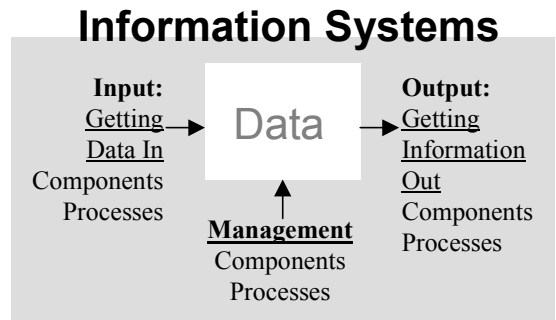 Information Systems
Input:
Getting
Data In
Components
Processes
Data
Output:
Getting
Information
Out
Components
Processes
Management
Components
Processes